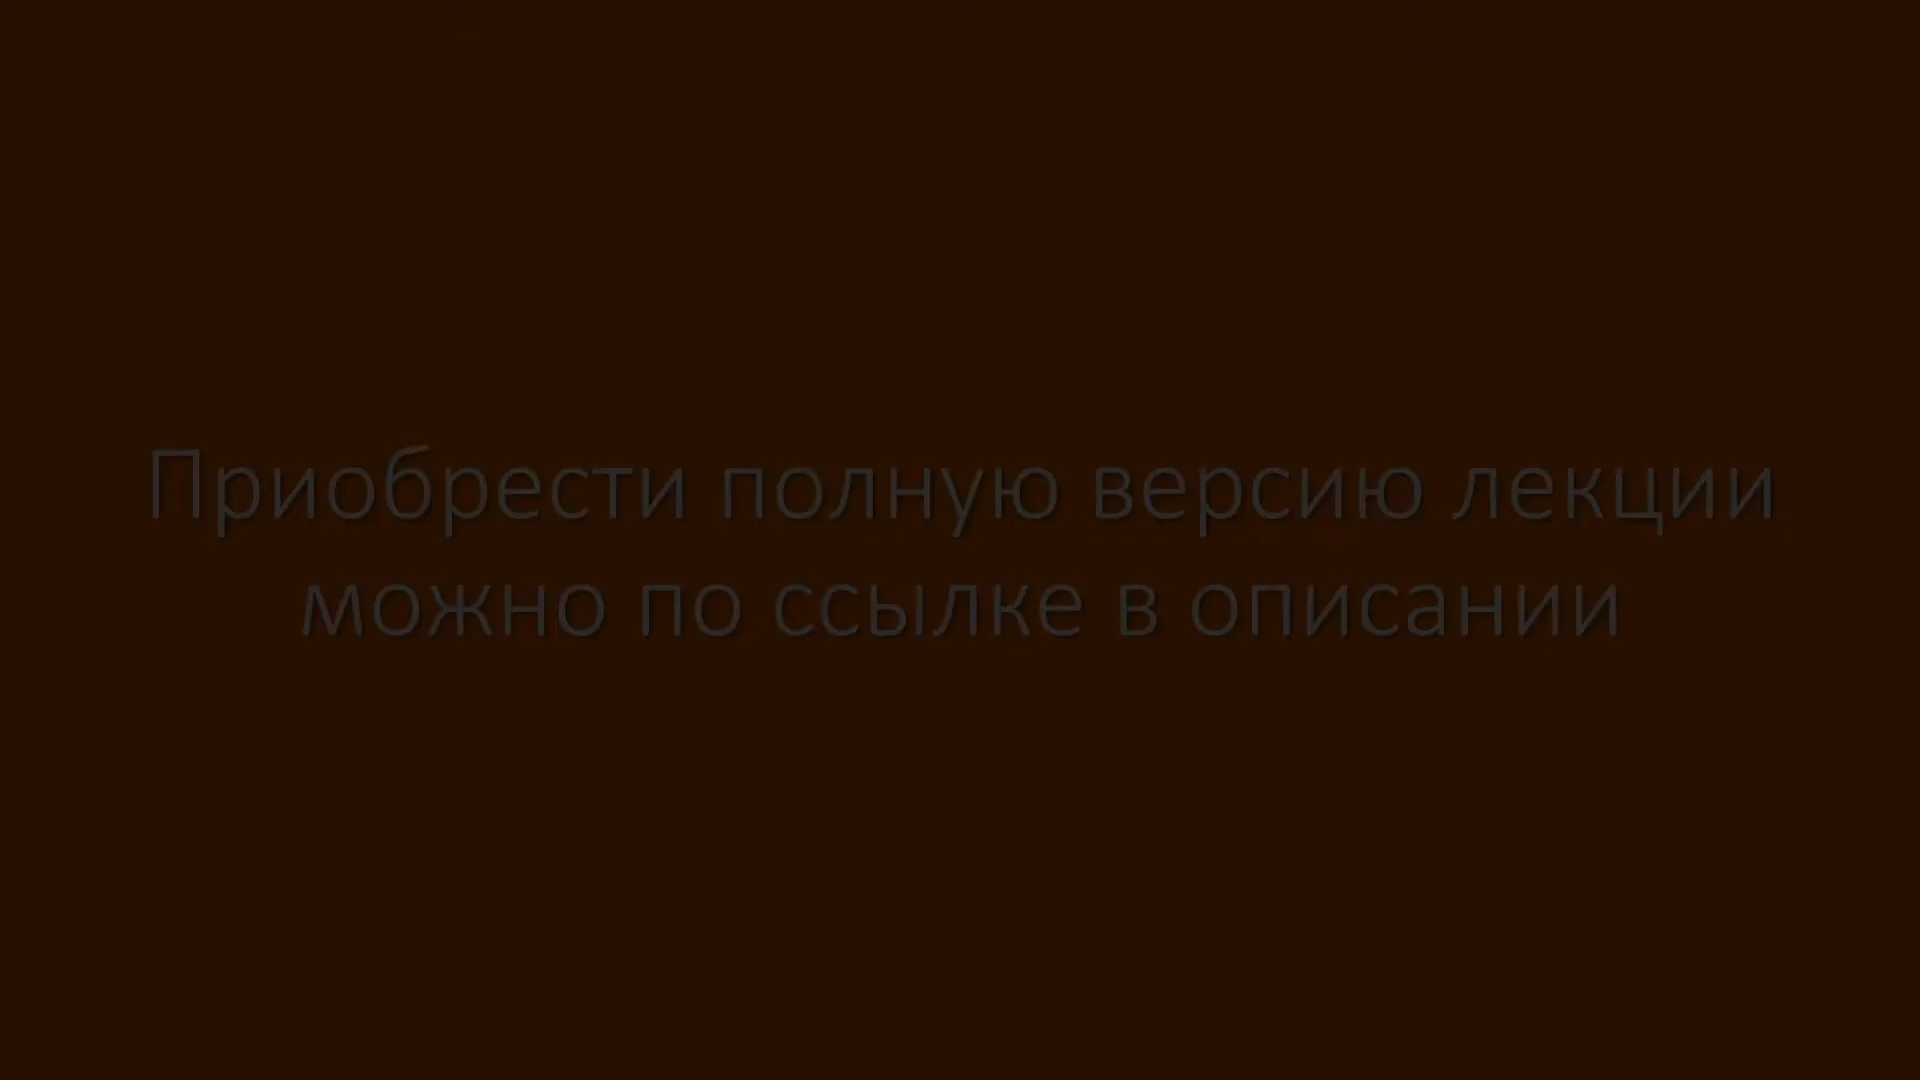 Приобрести полную версию лекции
можно по ссылке в описании